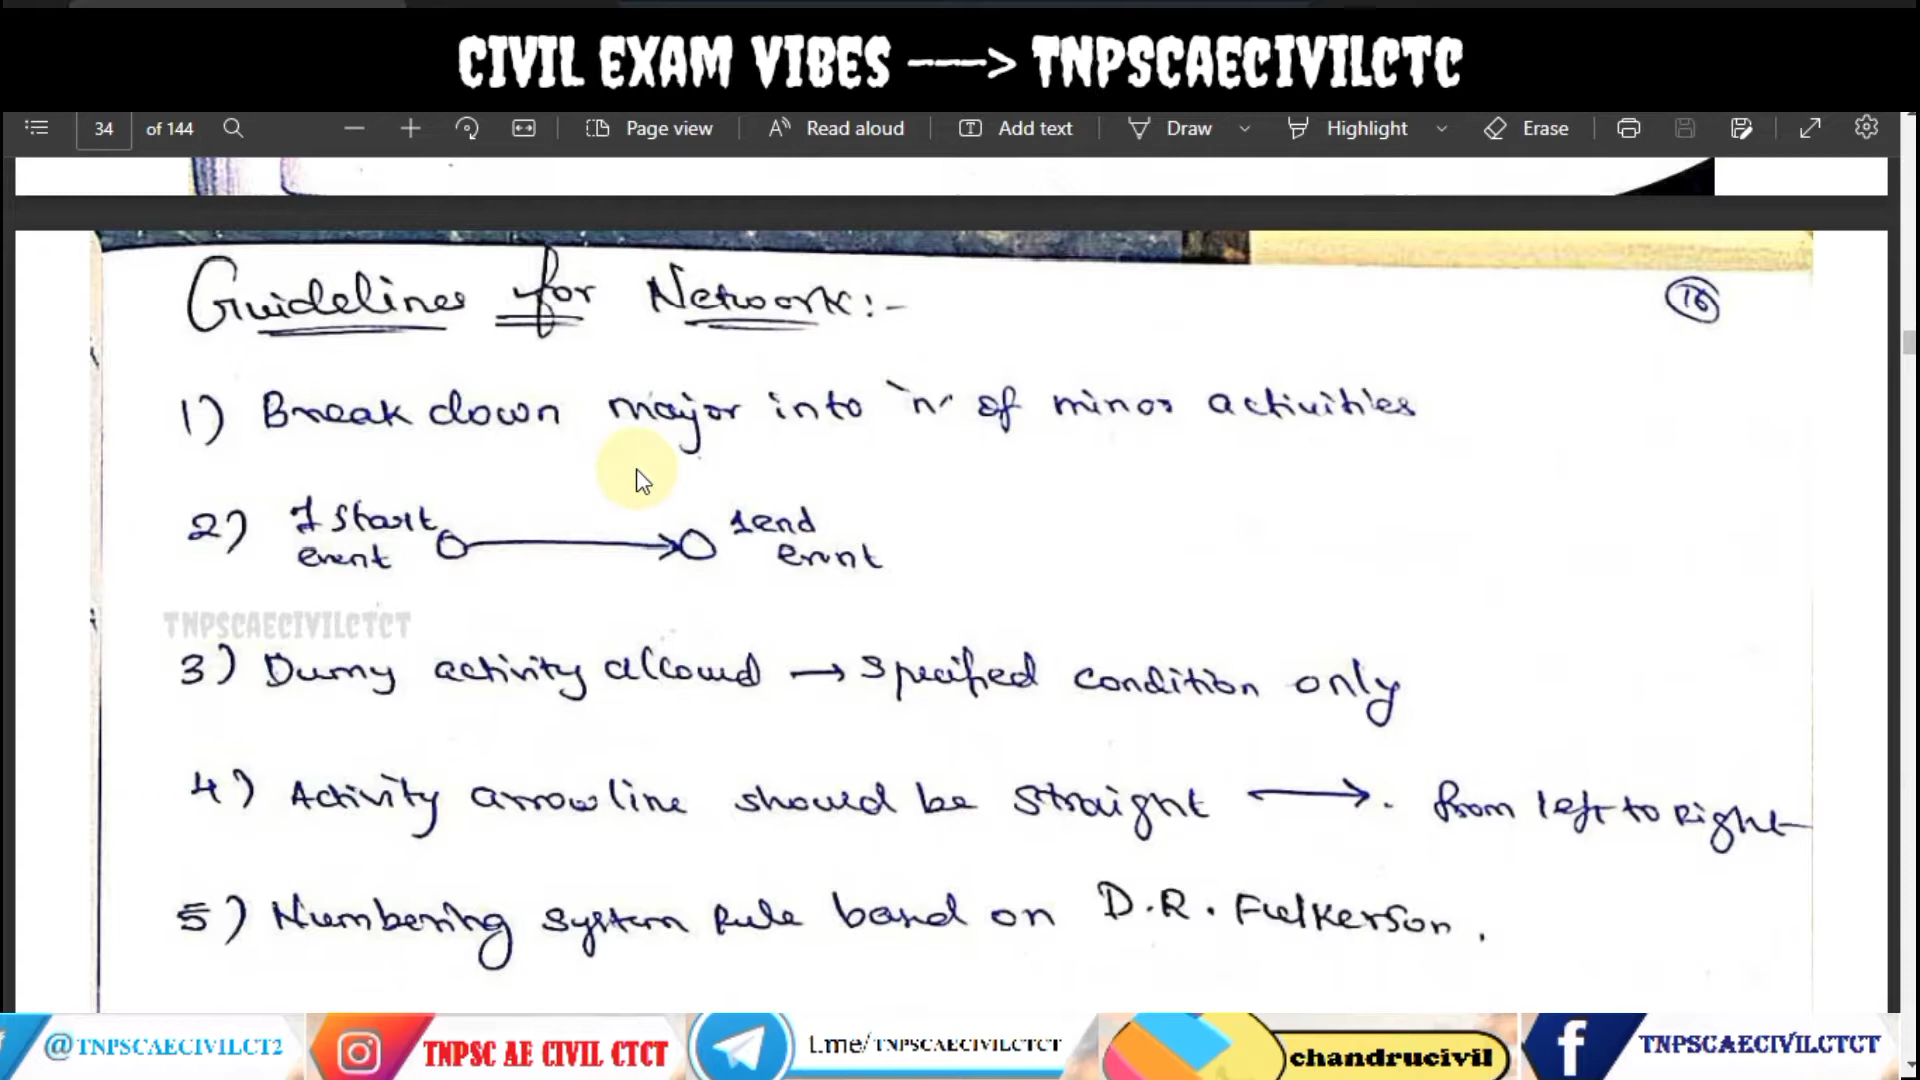 CIVIL EXAM VIBES ---> TNPSCAECIVILCTC
34 of 144 Page view Read aloud Add text Draw Highlight Erase
Guidelines for Network:-
16
1) Break down major into 'n' of minor activities
2) 1 Start event 1 end event
TNPSCAECIVILCTCT
3) Dumy activity allowd → specified condition only
4) Activity arrow line should be straight → . from left to right
5) Numbering system Rule based on D.R. Fulkerson.
@TNPSCAECIVILCT2 TNPSC AE CIVIL CTCT t.me/TNPSCAECIVILCTCT chandrucivil TNPSCAECIVILCTCT